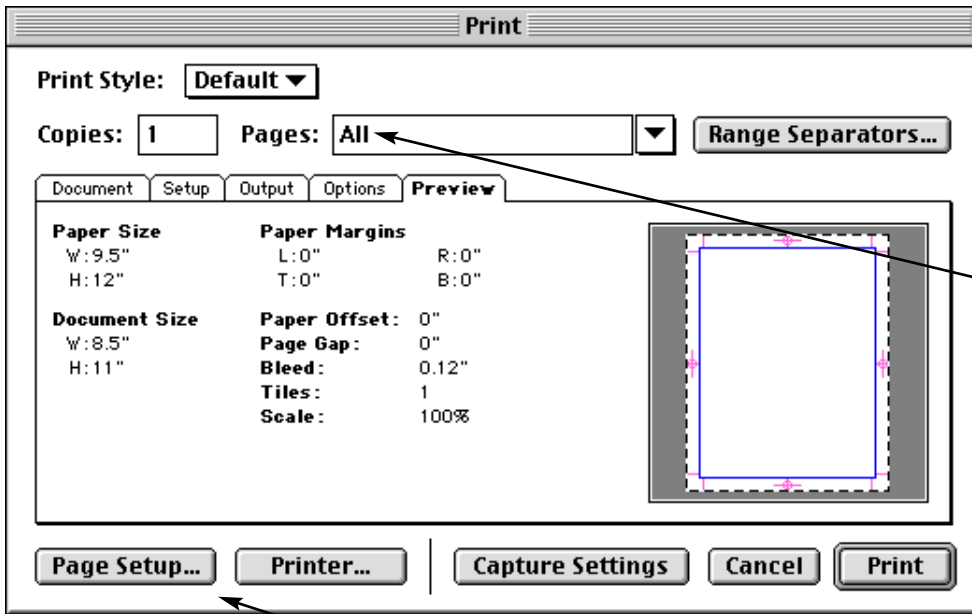 Print
Print Style: Default
Copies: 1 Pages: All Range Separators...
Document Setup Output Options Preview
Paper Size Paper Margins
W:9.5" L:0" R:0"
H:12" T:0" B:0"
Document Size Paper Offset: 0"
W:8.5" Page Gap: 0"
H:11" Bleed: 0.12"
Tiles: 1
Scale: 100%
Page Setup... Printer... Capture Settings Cancel Print